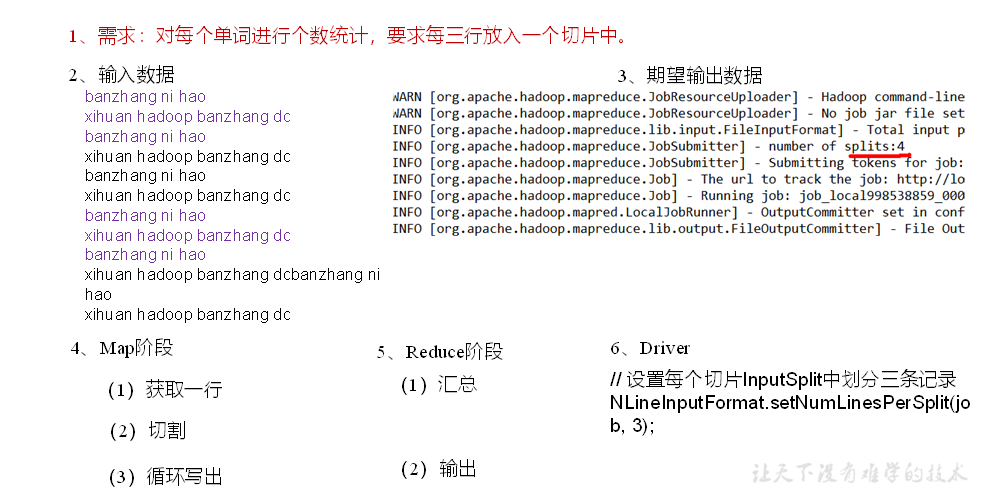 1、需求：对每个单词进行个数统计，要求每三行放入一个切片中。
2、输入数据
banzhang ni hao
xihuan hadoop banzhang dc
banzhang ni hao
xihuan hadoop banzhang dc
banzhang ni hao
xihuan hadoop banzhang dc
banzhang ni hao
xihuan hadoop banzhang dc
banzhang ni hao
xihuan hadoop banzhang dcbanzhang ni
hao
xihuan hadoop banzhang dc
3、期望输出数据
WARN [org.apache.hadoop.mapreduce.JobResourceUploader] - Hadoop command-line
WARN [org.apache.hadoop.mapreduce.JobResourceUploader] - No job jar file set
INFO [org.apache.hadoop.mapreduce.lib.input.FileInputFormat] - Total input p
INFO [org.apache.hadoop.mapreduce.JobSubmitter] - number of splits:4
INFO [org.apache.hadoop.mapreduce.JobSubmitter] - Submitting tokens for job:
INFO [org.apache.hadoop.mapreduce.Job] - The url to track the job: http://lo
INFO [org.apache.hadoop.mapreduce.Job] - Running job: job_local998538859_000
INFO [org.apache.hadoop.mapred.LocalJobRunner] - OutputCommitter set in conf
INFO [org.apache.hadoop.mapreduce.lib.output.FileOutputCommitter] - File Out
4、Map阶段
（1）获取一行
（2）切割
（3）循环写出
5、Reduce阶段
（1）汇总
（2）输出
6、Driver
// 设置每个切片InputSplit中划分三条记录
NLineInputFormat.setNumLinesPerSplit(jo
b, 3);
让天下没有难学的技术